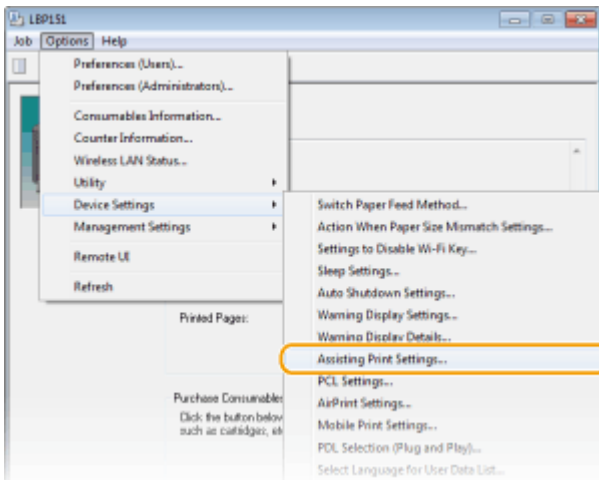 LBP151
Job Options Help
Preferences (Users)...
Preferences (Administrators)...
Consumables Information...
Counter Information...
Wireless LAN Status...
Utility
Device Settings
Management Settings
Remote UI
Refresh
Switch Paper Feed Method...
Action When Paper Size Mismatch Settings...
Settings to Disable Wi-Fi Key...
Sleep Settings...
Auto Shutdown Settings...
Warning Display Settings...
Warning Display Details...
Assisting Print Settings...
PCL Settings...
AirPrint Settings...
Mobile Print Settings...
PDL Selection (Plug and Play)...
Select Language for User Data List...
Printed Pages:
Purchase Consumables
Click the button below
such as cartridges, etc